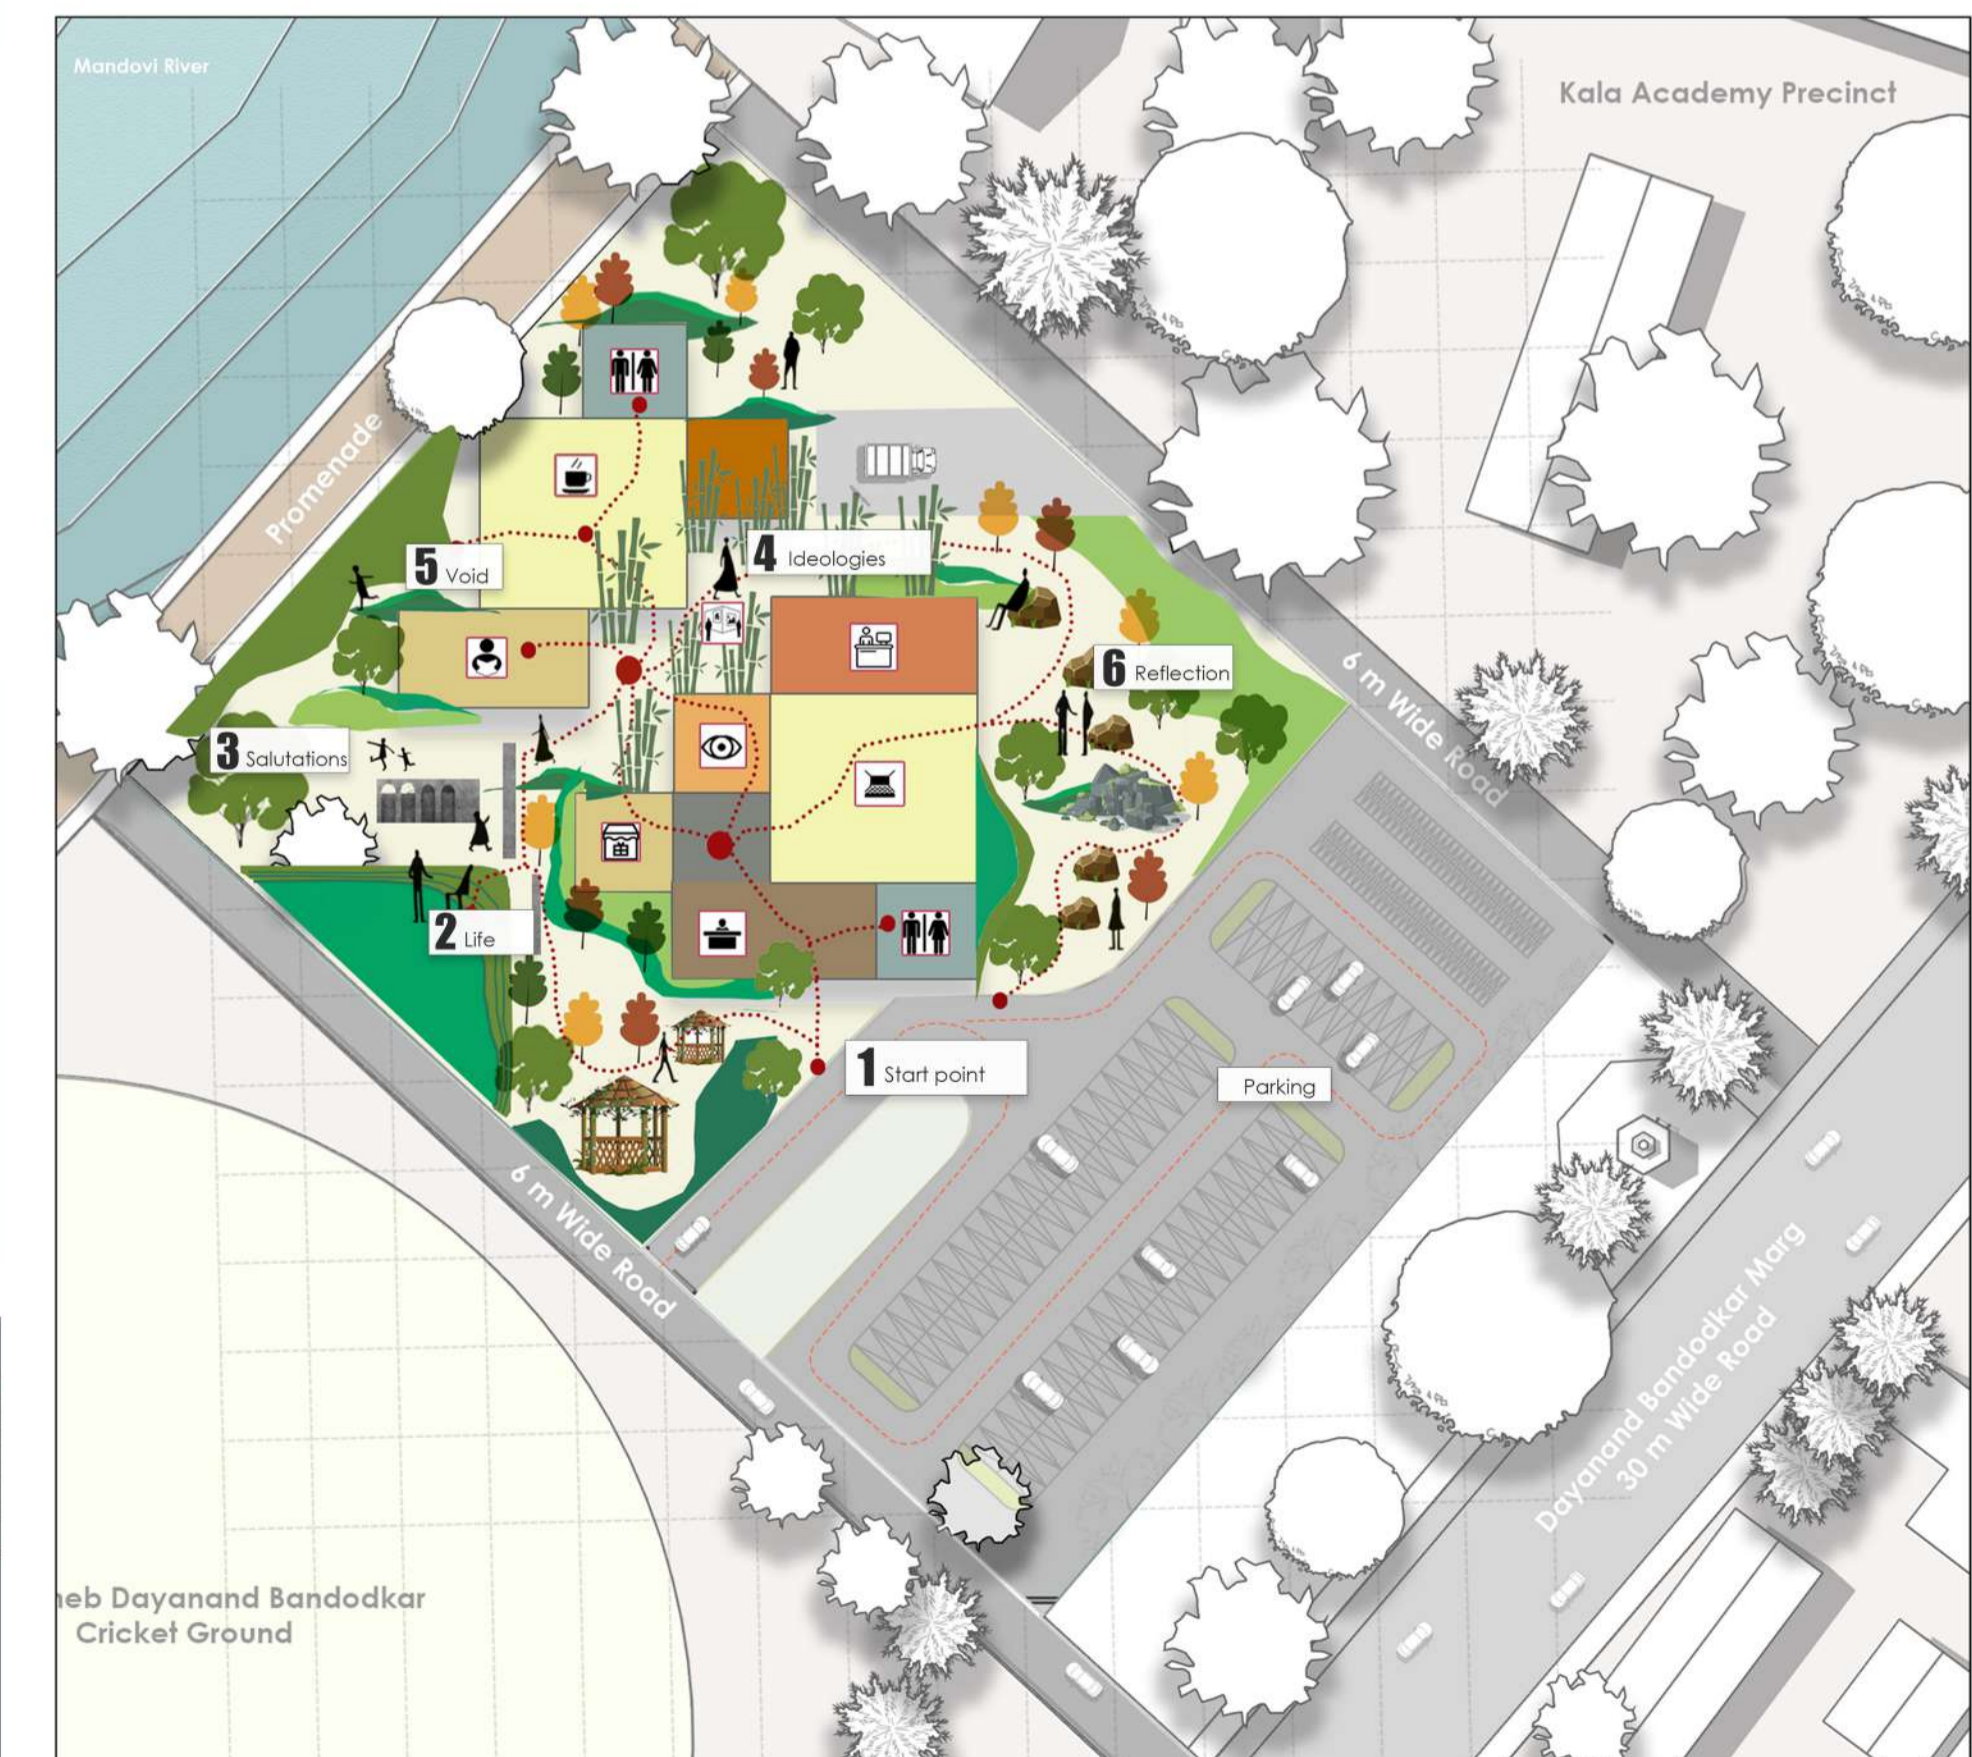 Mandovi River
Kala Academy Precinct
Promenade
5 Void
4 Ideologies
6 Reflection
6 m Wide Road
3 Salutations
2 Life
1 Start point
Parking
6 m Wide Road
Dayanand Bandodkar Marg
30 m Wide Road
Dayanand Bandodkar
Cricket Ground